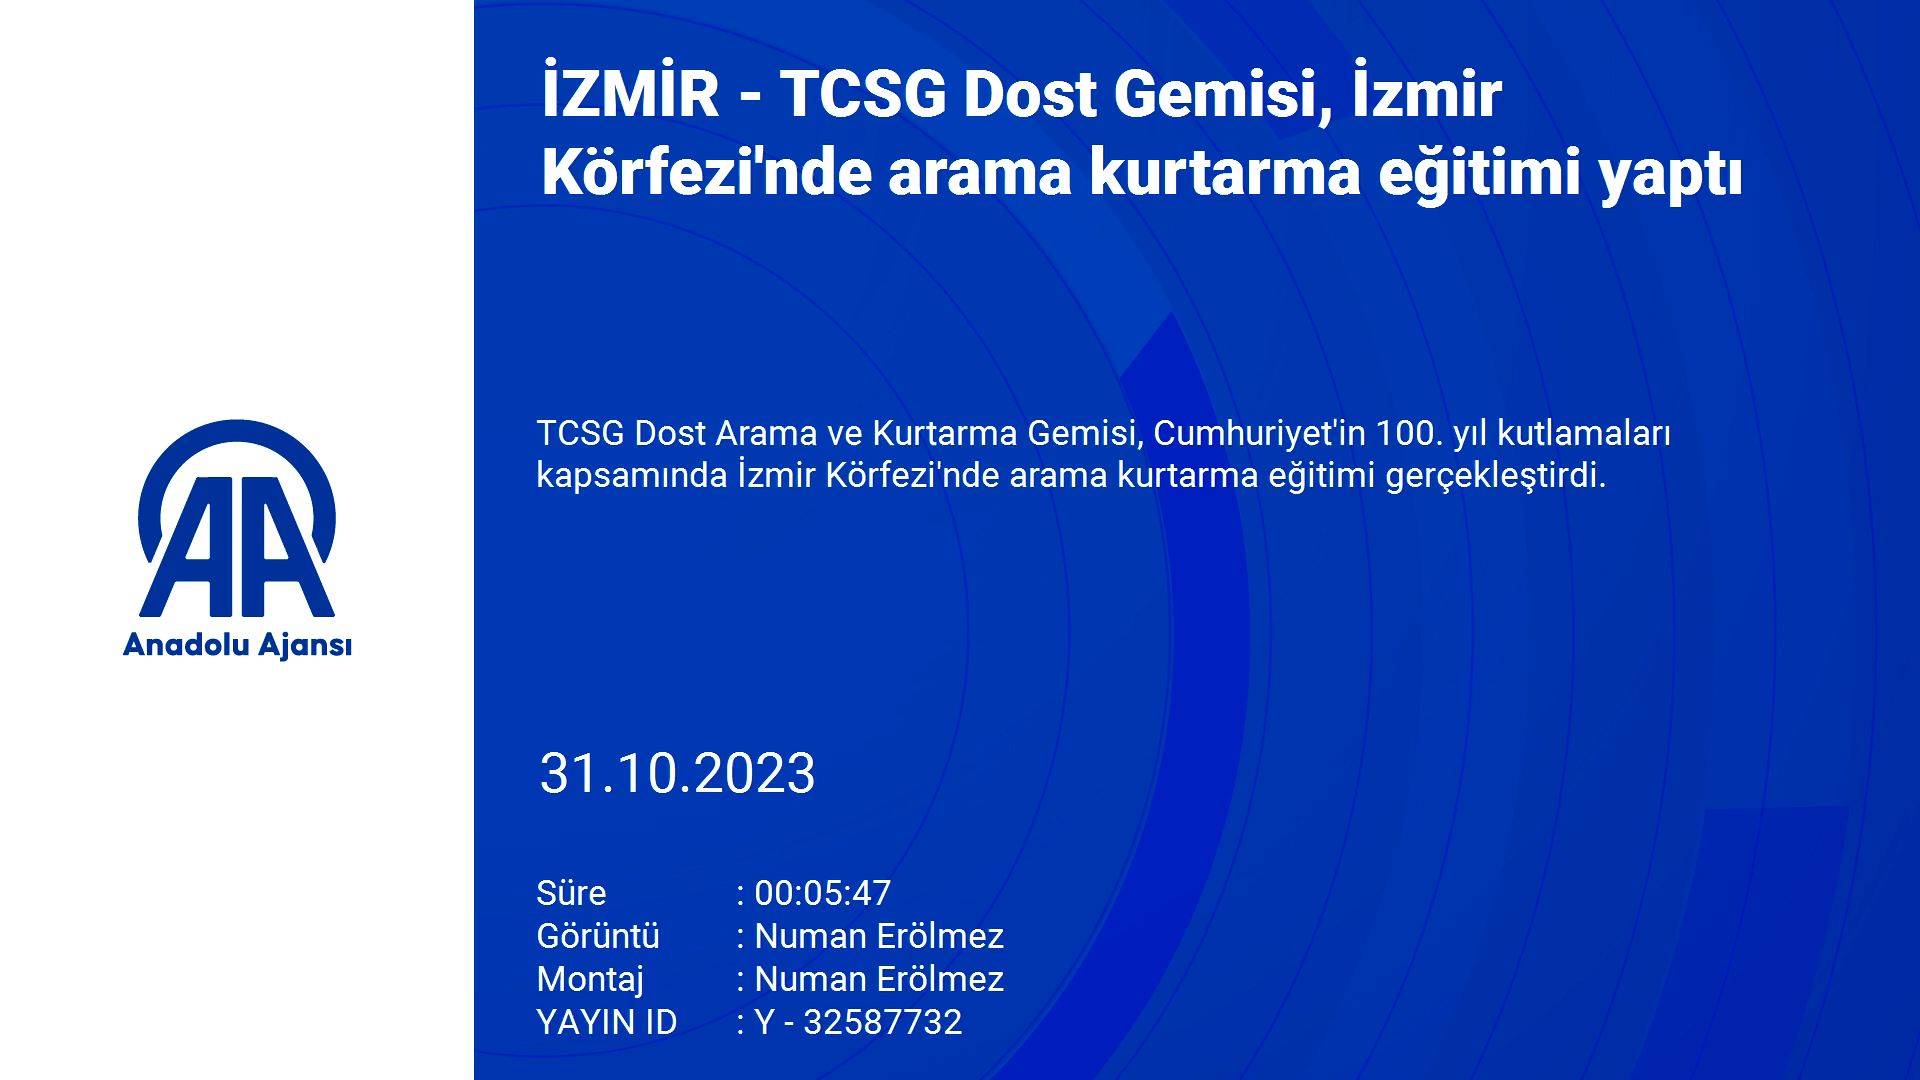 İZMİR - TCSG Dost Gemisi, İzmir
Körfezi'nde arama kurtarma eğitimi yaptı
TCSG Dost Arama ve Kurtarma Gemisi, Cumhuriyet'in 100. yıl kutlamaları
kapsamında İzmir Körfezi'nde arama kurtarma eğitimi gerçekleştirdi.
AA
Anadolu Ajansı
31.10.2023
Süre : 00:05:47
Görüntü : Numan Erölmez
Montaj : Numan Erölmez
YAYIN ID : Y - 32587732